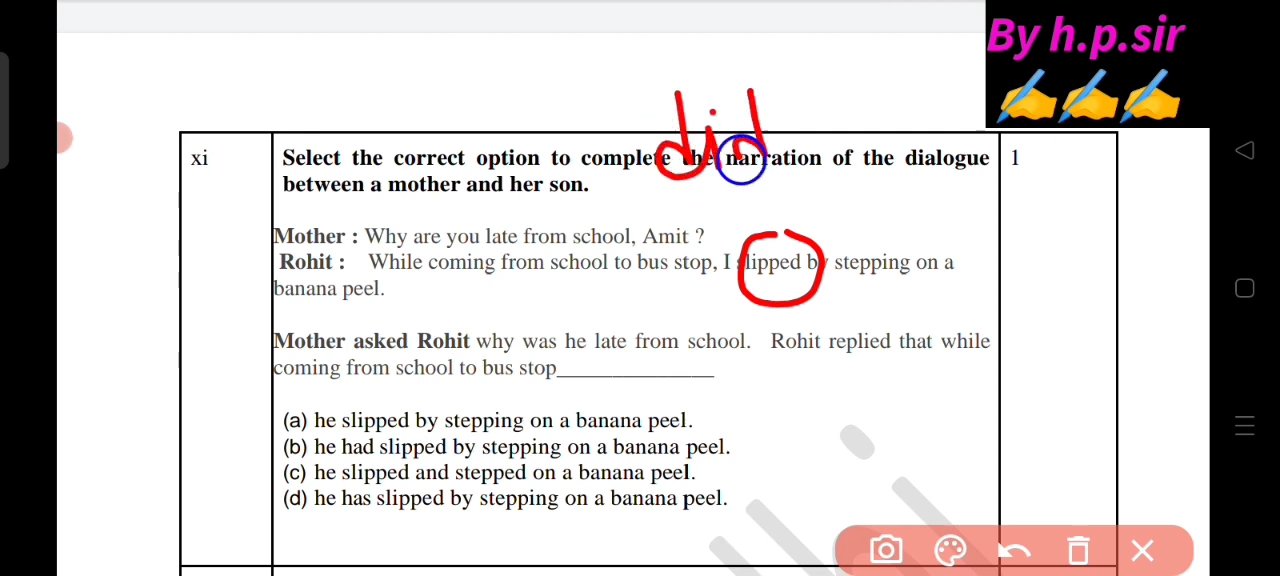 By h.p.sir
did
xi
Select the correct option to complete the narration of the dialogue
1
between a mother and her son.
Mother : Why are you late from school, Amit ?
Rohit : While coming from school to bus stop, I slipped by stepping on a
banana peel.
Mother asked Rohit why was he late from school. Rohit replied that while
coming from school to bus stop______________
(a) he slipped by stepping on a banana peel.
(b) he had slipped by stepping on a banana peel.
(c) he slipped and stepped on a banana peel.
(d) he has slipped by stepping on a banana peel.